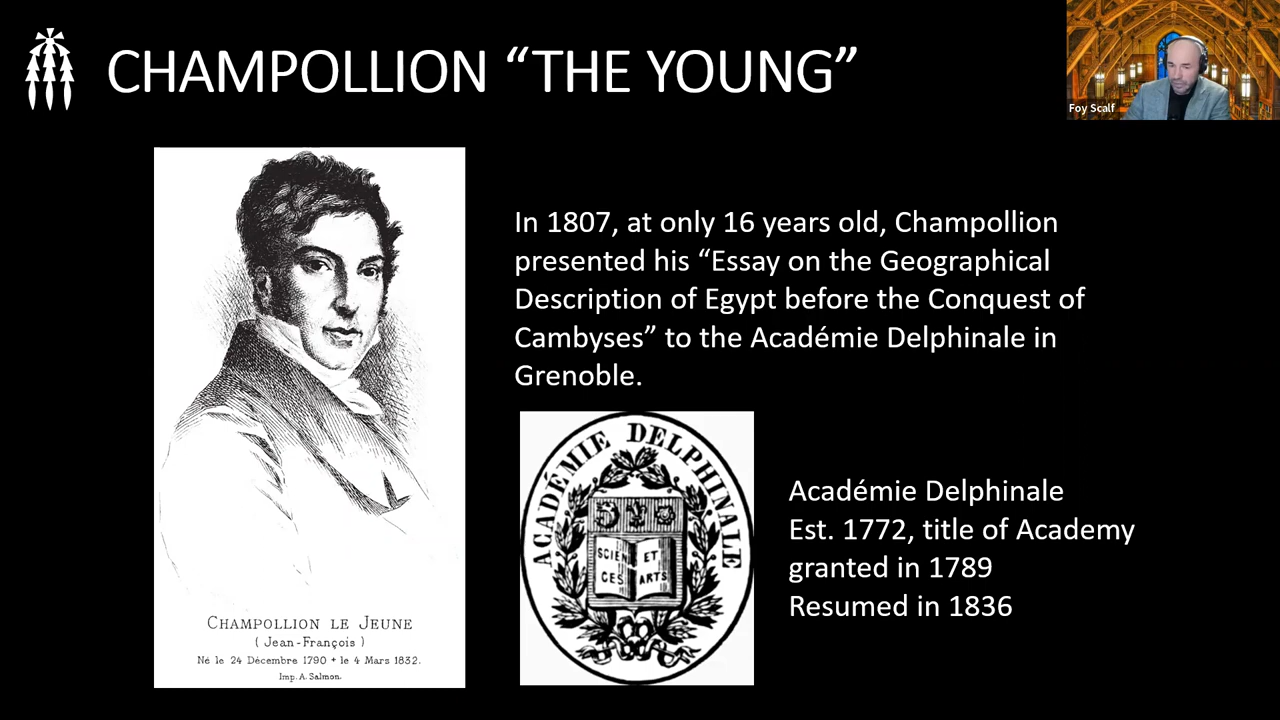 CHAMPOLLION “THE YOUNG”
Foy Scalf
In 1807, at only 16 years old, Champollion
presented his “Essay on the Geographical
Description of Egypt before the Conquest of
Cambyses” to the Académie Delphinale in
Grenoble.
CHAMPOLLION LE JEUNE
( Jean-François )
Né le 24 Décembre 1790 + le 4 Mars 1832.
Imp. A. Salmon.
ACADÉMIE DELPHINALE
SCIEN ET
CES ARTS
Académie Delphinale
Est. 1772, title of Academy
granted in 1789
Resumed in 1836